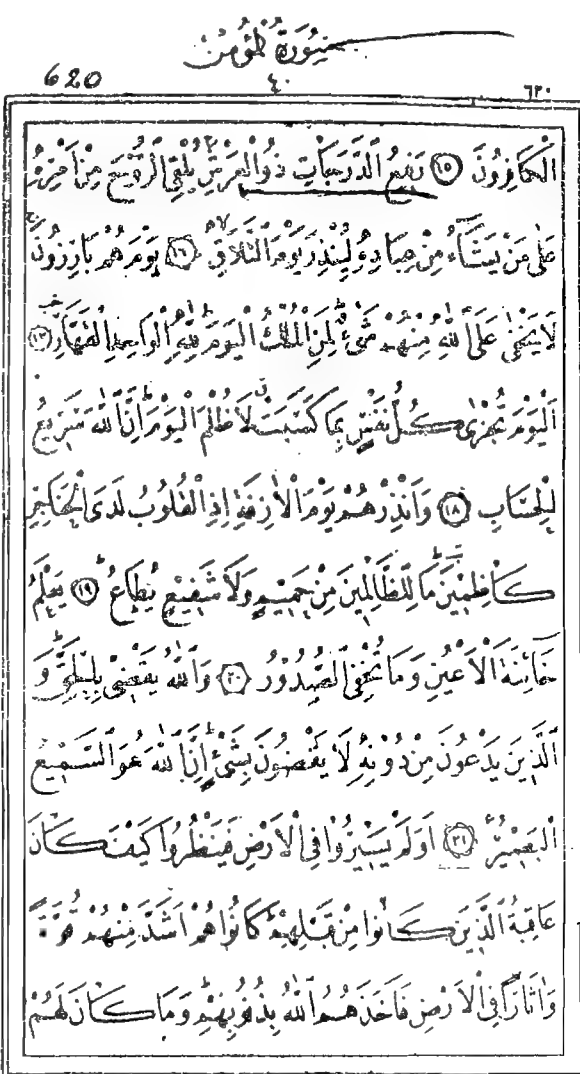 سورة المؤمن
620 ٤٠ ٦٢٠
الْكَافِرُونَ ﴿١٥﴾ رَفِيعُ الدَّرَجَاتِ ذُو الْعَرْشِ يُلْقِي الرُّوحَ مِنْ اَمْرِهِ
عَلٰى مَنْ يَشَٓاءُ مِنْ عِبَادِهٖ لِيُنْذِرَ يَوْمَ التَّلَاقِ ﴿١٦﴾ يَوْمَ هُمْ بَارِزُونَ
لَا يَخْفٰى عَلَى اللّٰهِ مِنْهُمْ شَيْءٌ لِمَنِ الْمُلْكُ الْيَوْمَ لِلّٰهِ الْوَاحِدِ الْقَهَّارِ ﴿١٧﴾
اَلْيَوْمَ تُجْزٰى كُلُّ نَفْسٍ بِمَا كَسَبَتْ لَا ظُلْمَ الْيَوْمَ اِنَّ اللّٰهَ سَرِيعُ
الْحِسَابِ ﴿١٨﴾ وَاَنْذِرْهُمْ يَوْمَ الْاٰزِفَةِ اِذِ الْقُلُوبُ لَدَى الْحَنَاجِرِ
كَاظِمِينَ مَا لِلظَّالِمِينَ مِنْ حَمِيمٍ وَلَا شَفِيعٍ يُطَاعُ ﴿١٩﴾ يَعْلَمُ
خَٓائِنَةَ الْاَعْيُنِ وَمَا تُخْفِي الصُّدُورُ ﴿٢٠﴾ وَاللّٰهُ يَقْضِي بِالْحَقِّ وَ
الَّذِينَ يَدْعُونَ مِنْ دُونِهٖ لَا يَقْضُونَ بِشَيْءٍ اِنَّ اللّٰهَ هُوَ السَّمِيعُ
الْبَصِيرُ ﴿٢١﴾ اَوَلَمْ يَسِيرُوا فِي الْاَرْضِ فَيَنْظُرُوا كَيْفَ كَانَ
عَاقِبَةُ الَّذِينَ كَانُوا مِنْ قَبْلِهِمْ كَانُوا هُمْ اَشَدَّ مِنْهُمْ قُوَّةً
وَاٰثَارًا فِي الْاَرْضِ فَاَخَذَهُمُ اللّٰهُ بِذُنُوبِهِمْ وَمَا كَانَ لَهُمْ